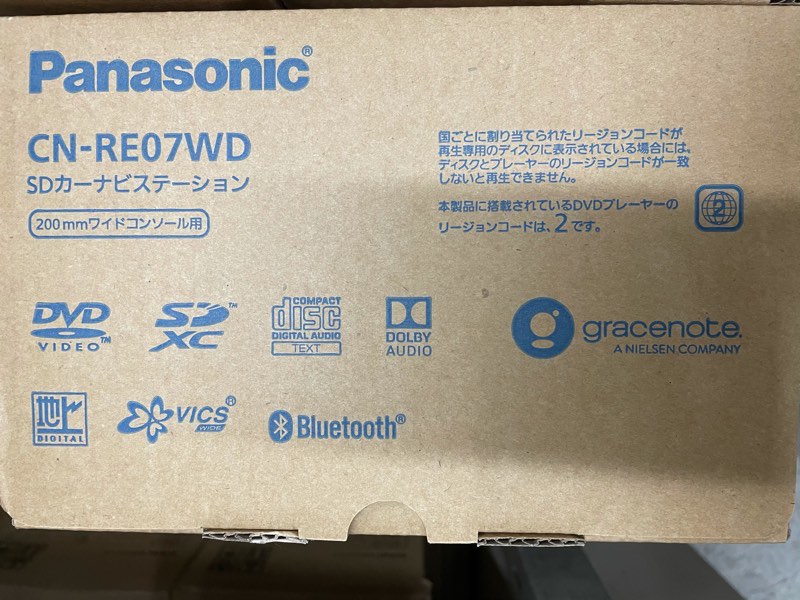 Panasonic®
CN-RE07WD
SDカーナビステーション
200mmワイドコンソール用
国ごとに割り当てられたリージョンコードが
再生専用のディスクに表示されている場合には、
ディスクとプレーヤーのリージョンコードが一致
しないと再生できません。
本製品に搭載されているDVDプレーヤーの
リージョンコードは、2です。
2
DVD
VIDEO™
SD™
XC
COMPACT
disc
DIGITAL AUDIO
TEXT
DOLBY
AUDIO
gracenote.
A NIELSEN COMPANY
地上
DIGITAL
VICS®
WIDE
Bluetooth®